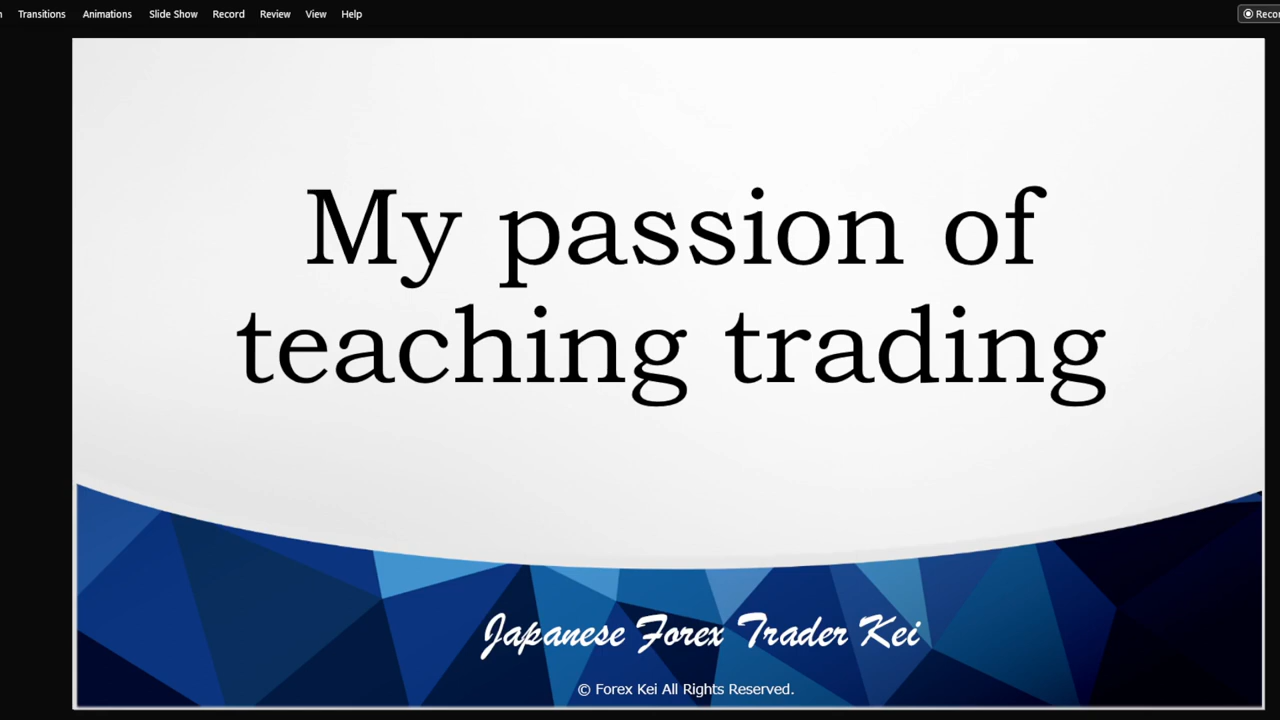 Transitions Animations Slide Show Record Review View Help
My passion of
teaching trading
Japanese Forex Trader Kei
© Forex Kei All Rights Reserved.